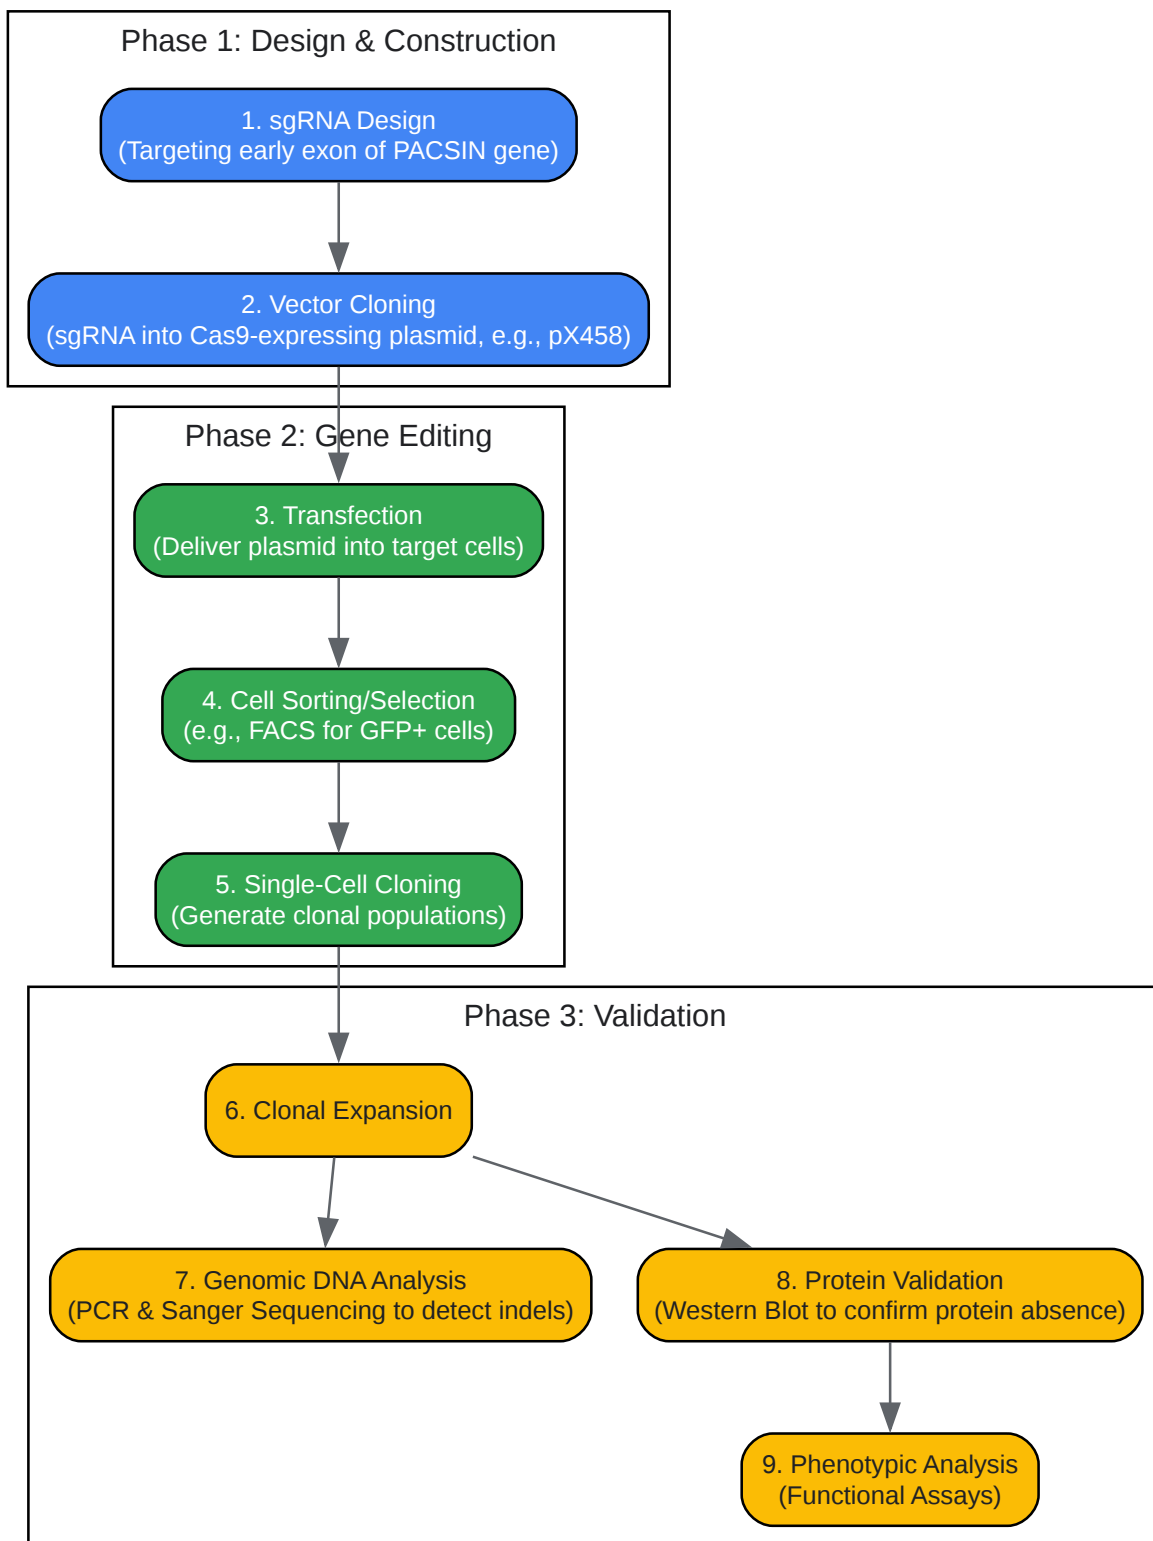 Phase 1: Design & Construction
1. sgRNA Design
(Targeting early exon of PACSIN gene)
2. Vector Cloning
(sgRNA into Cas9-expressing plasmid, e.g., pX458)
Phase 2: Gene Editing
3. Transfection
(Deliver plasmid into target cells)
4. Cell Sorting/Selection
(e.g., FACS for GFP+ cells)
5. Single-Cell Cloning
(Generate clonal populations)
Phase 3: Validation
6. Clonal Expansion
7. Genomic DNA Analysis
(PCR & Sanger Sequencing to detect indels)
8. Protein Validation
(Western Blot to confirm protein absence)
9. Phenotypic Analysis
(Functional Assays)